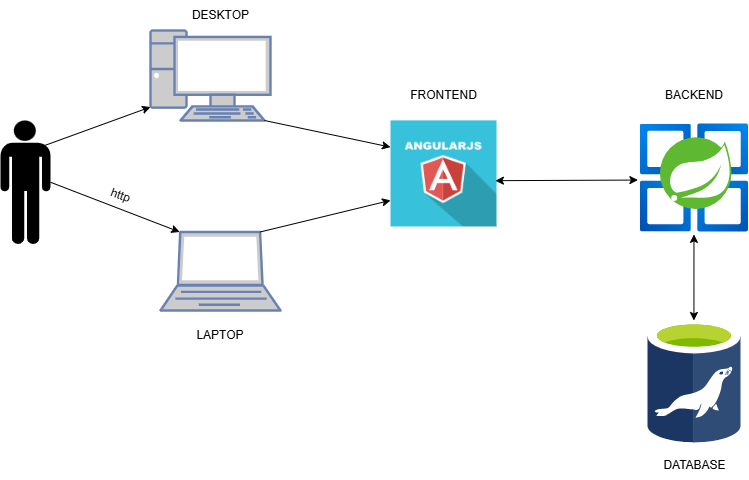 DESKTOP
FRONTEND
BACKEND
ANGULARJS
A
http
LAPTOP
DATABASE